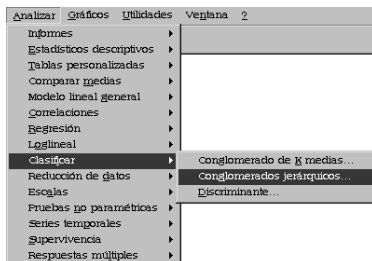 Analizar Gráficos Utilidades Ventana ?
Informes
Estadísticos descriptivos
Tablas personalizadas
Comparar medias
Modelo lineal general
Correlaciones
Regresión
Loglineal
Clasificar
Conglomerado de K medias...
Reducción de datos
Conglomerados jerárquicos...
Escalas
Discriminante...
Pruebas no paramétricas
Series temporales
Supervivencia
Respuestas múltiples